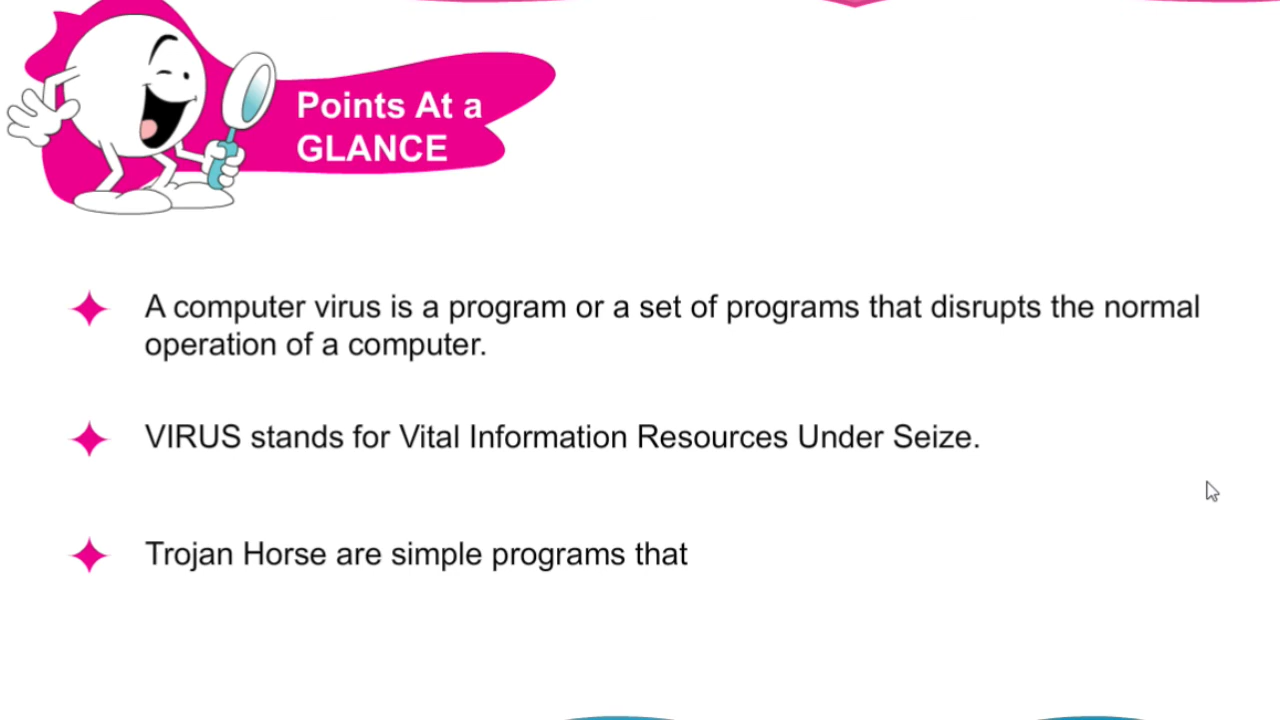 Points At a
GLANCE
A computer virus is a program or a set of programs that disrupts the normal
operation of a computer.
VIRUS stands for Vital Information Resources Under Seize.
Trojan Horse are simple programs that